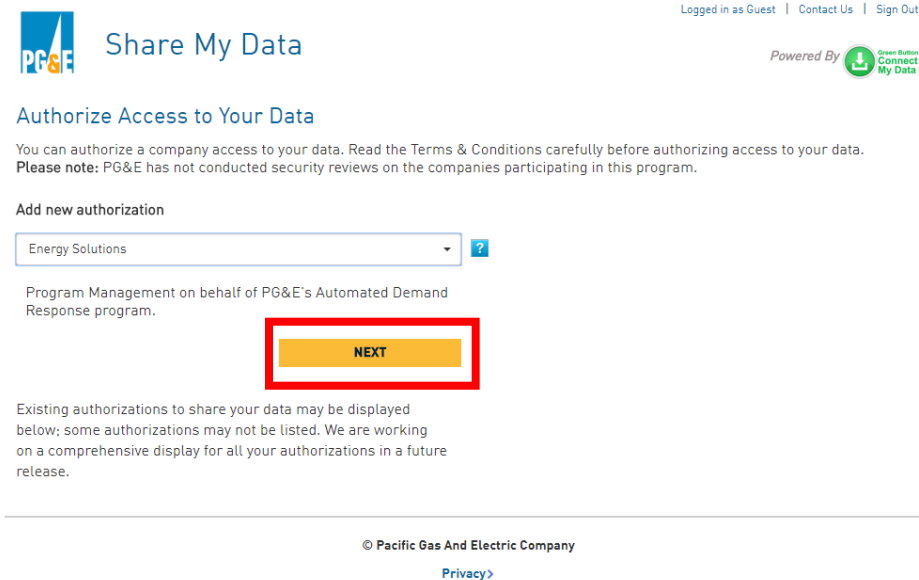 Logged in as Guest | Contact Us | Sign Out
PG&E
Share My Data
Powered By
Green Button
Connect
My Data
Authorize Access to Your Data
You can authorize a company access to your data. Read the Terms & Conditions carefully before authorizing access to your data.
Please note: PG&E has not conducted security reviews on the companies participating in this program.
Add new authorization
Energy Solutions
?
Program Management on behalf of PG&E's Automated Demand
Response program.
NEXT
Existing authorizations to share your data may be displayed
below; some authorizations may not be listed. We are working
on a comprehensive display for all your authorizations in a future
release.
© Pacific Gas And Electric Company
Privacy>